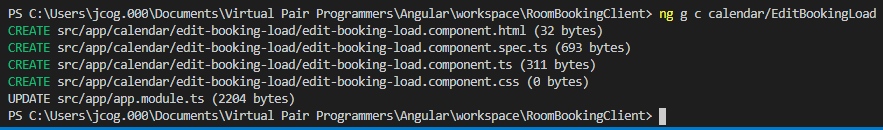 PS C:\Users\jcog.000\Documents\Virtual Pair Programmers\Angular\workspace\RoomBookingClient> ng g c calendar/EditBookingLoad
CREATE src/app/calendar/edit-booking-load/edit-booking-load.component.html (32 bytes)
CREATE src/app/calendar/edit-booking-load/edit-booking-load.component.spec.ts (693 bytes)
CREATE src/app/calendar/edit-booking-load/edit-booking-load.component.ts (311 bytes)
CREATE src/app/calendar/edit-booking-load/edit-booking-load.component.css (0 bytes)
UPDATE src/app/app.module.ts (2204 bytes)
PS C:\Users\jcog.000\Documents\Virtual Pair Programmers\Angular\workspace\RoomBookingClient>